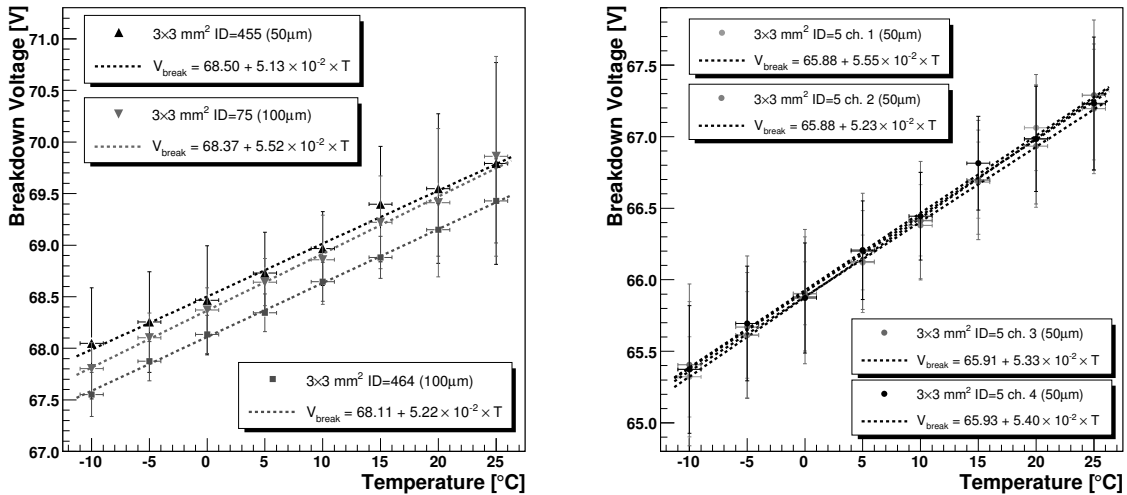 Breakdown Voltage [V]
71.0
70.5
70.0
69.5
69.0
68.5
68.0
67.5
67.0
3×3 mm² ID=455 (50μm)
V_break = 68.50 + 5.13 × 10⁻² × T
3×3 mm² ID=75 (100μm)
V_break = 68.37 + 5.52 × 10⁻² × T
3×3 mm² ID=464 (100μm)
V_break = 68.11 + 5.22 × 10⁻² × T
-10 -5 0 5 10 15 20 25
Temperature [°C]
Breakdown Voltage [V]
67.5
67.0
66.5
66.0
65.5
65.0
3×3 mm² ID=5 ch. 1 (50μm)
V_break = 65.88 + 5.55 × 10⁻² × T
3×3 mm² ID=5 ch. 2 (50μm)
V_break = 65.88 + 5.23 × 10⁻² × T
3×3 mm² ID=5 ch. 3 (50μm)
V_break = 65.91 + 5.33 × 10⁻² × T
3×3 mm² ID=5 ch. 4 (50μm)
V_break = 65.93 + 5.40 × 10⁻² × T
-10 -5 0 5 10 15 20 25
Temperature [°C]